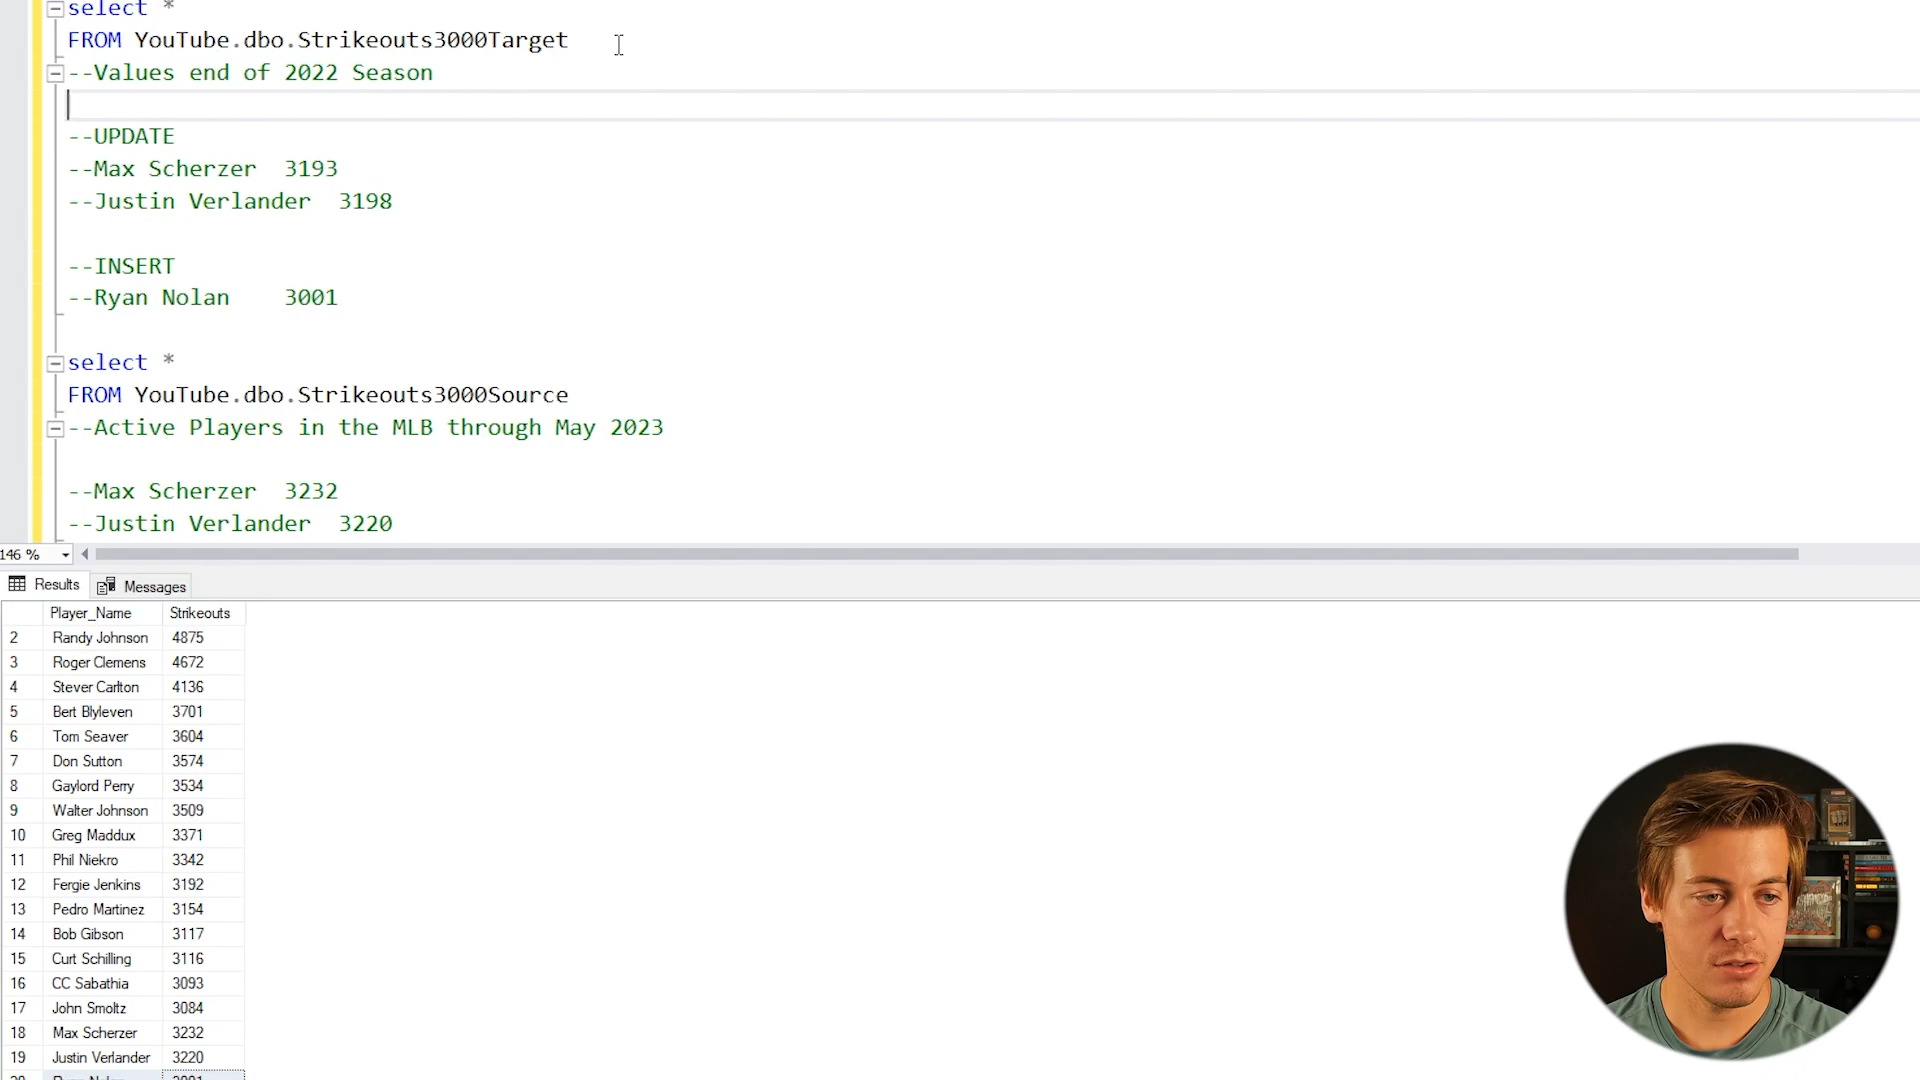 select *
FROM YouTube.dbo.Strikeouts3000Target
--Values end of 2022 Season
--UPDATE
--Max Scherzer 3193
--Justin Verlander 3198
--INSERT
--Ryan Nolan 3001
select *
FROM YouTube.dbo.Strikeouts3000Source
--Active Players in the MLB through May 2023
--Max Scherzer 3232
--Justin Verlander 3220
146 %
Results Messages
Player_Name Strikeouts
2 Randy Johnson 4875
3 Roger Clemens 4672
4 Stever Carlton 4136
5 Bert Blyleven 3701
6 Tom Seaver 3604
7 Don Sutton 3574
8 Gaylord Perry 3534
9 Walter Johnson 3509
10 Greg Maddux 3371
11 Phil Niekro 3342
12 Fergie Jenkins 3192
13 Pedro Martinez 3154
14 Bob Gibson 3117
15 Curt Schilling 3116
16 CC Sabathia 3093
17 John Smoltz 3084
18 Max Scherzer 3232
19 Justin Verlander 3220